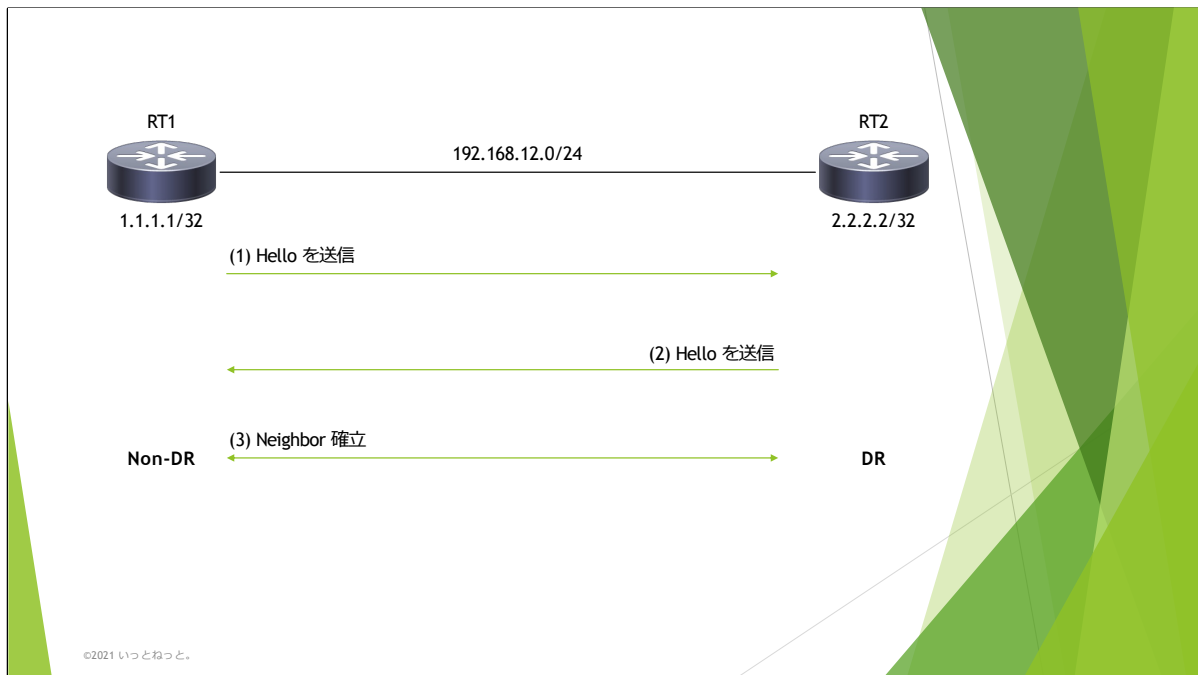 RT1
RT2
192.168.12.0/24
1.1.1.1/32
2.2.2.2/32
(1) Hello を送信
(2) Hello を送信
(3) Neighbor 確立
Non-DR
DR
©2021 いっとねっと。